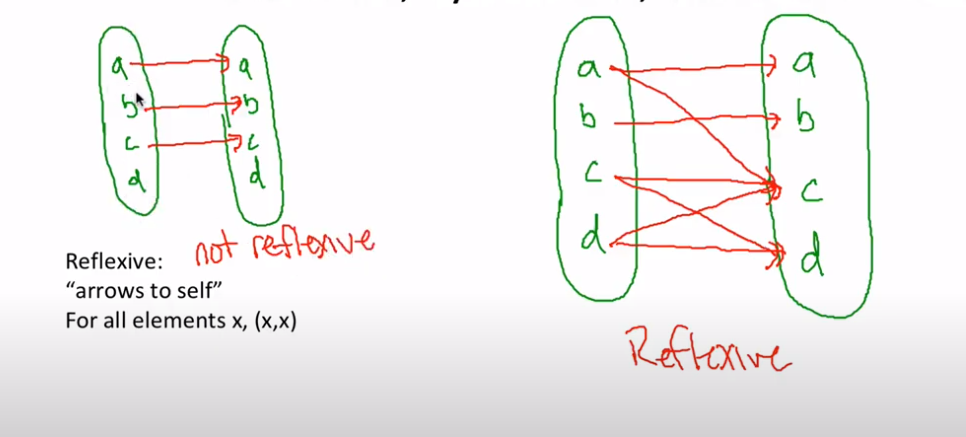 a a
b b
c c
d d
not reflexive
Reflexive:
“arrows to self”
For all elements x, (x,x)
a a
b b
c c
d d
Reflexive